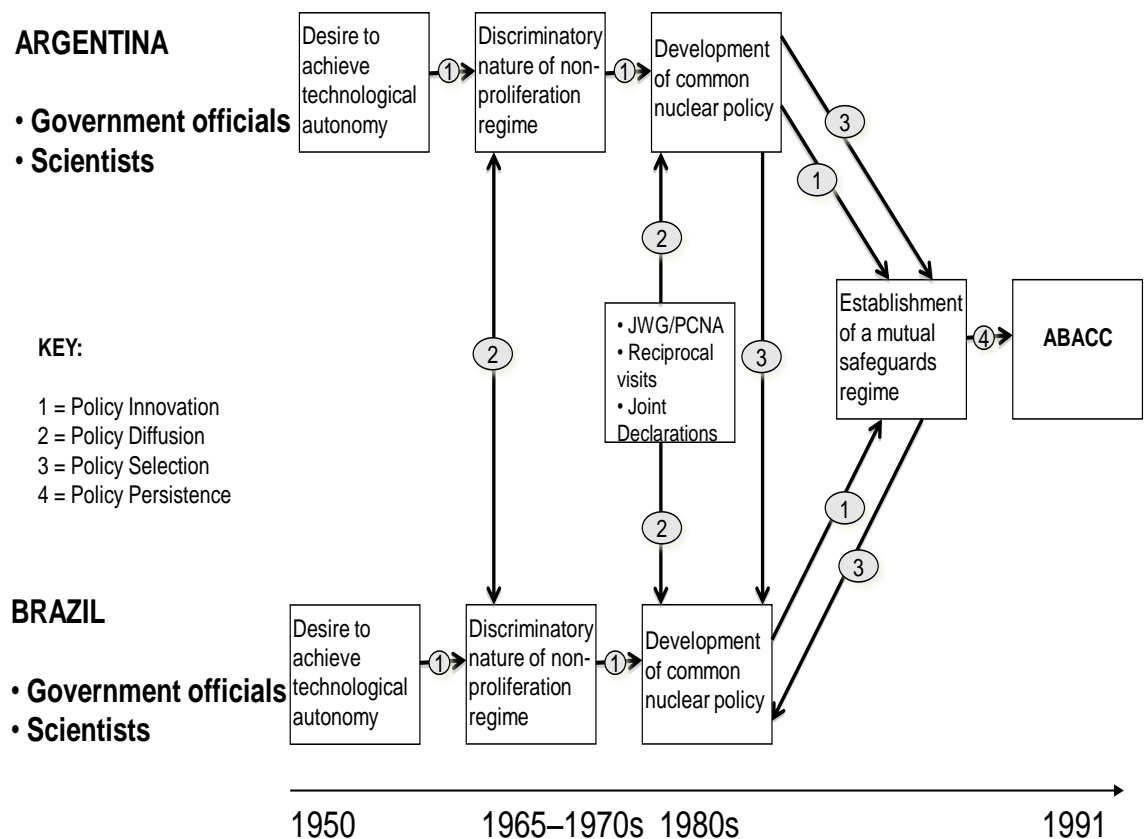 ARGENTINA
• Government officials
• Scientists
Desire to
achieve
technological
autonomy
1
Discriminatory
nature of non-
proliferation
regime
1
Development
of common
nuclear policy
3
1
2
2
• JWG/PCNA
• Reciprocal
visits
• Joint
Declarations
3
2
Establishment
of a mutual
safeguards
regime
4
ABACC
KEY:
1 = Policy Innovation
2 = Policy Diffusion
3 = Policy Selection
4 = Policy Persistence
1
3
BRAZIL
• Government officials
• Scientists
Desire to
achieve
technological
autonomy
1
Discriminatory
nature of non-
proliferation
regime
1
Development
of common
nuclear policy
1950
1965–1970s
1980s
1991